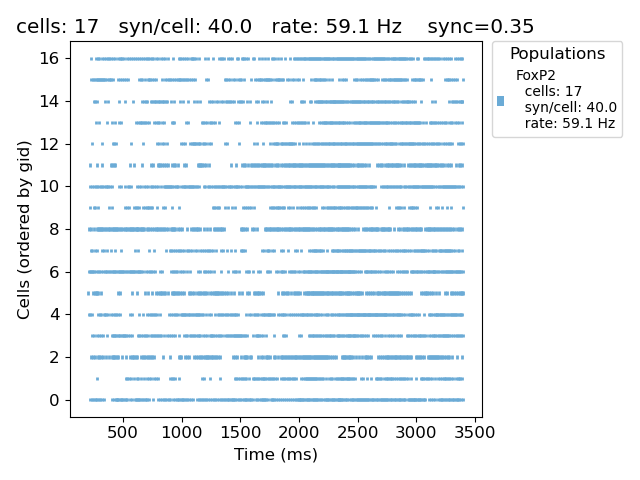 cells: 17   syn/cell: 40.0   rate: 59.1 Hz    sync=0.35
16
14
12
10
8
6
4
2
0
Cells (ordered by gid)
500 1000 1500 2000 2500 3000 3500
Time (ms)
Populations
FoxP2
cells: 17
syn/cell: 40.0
rate: 59.1 Hz